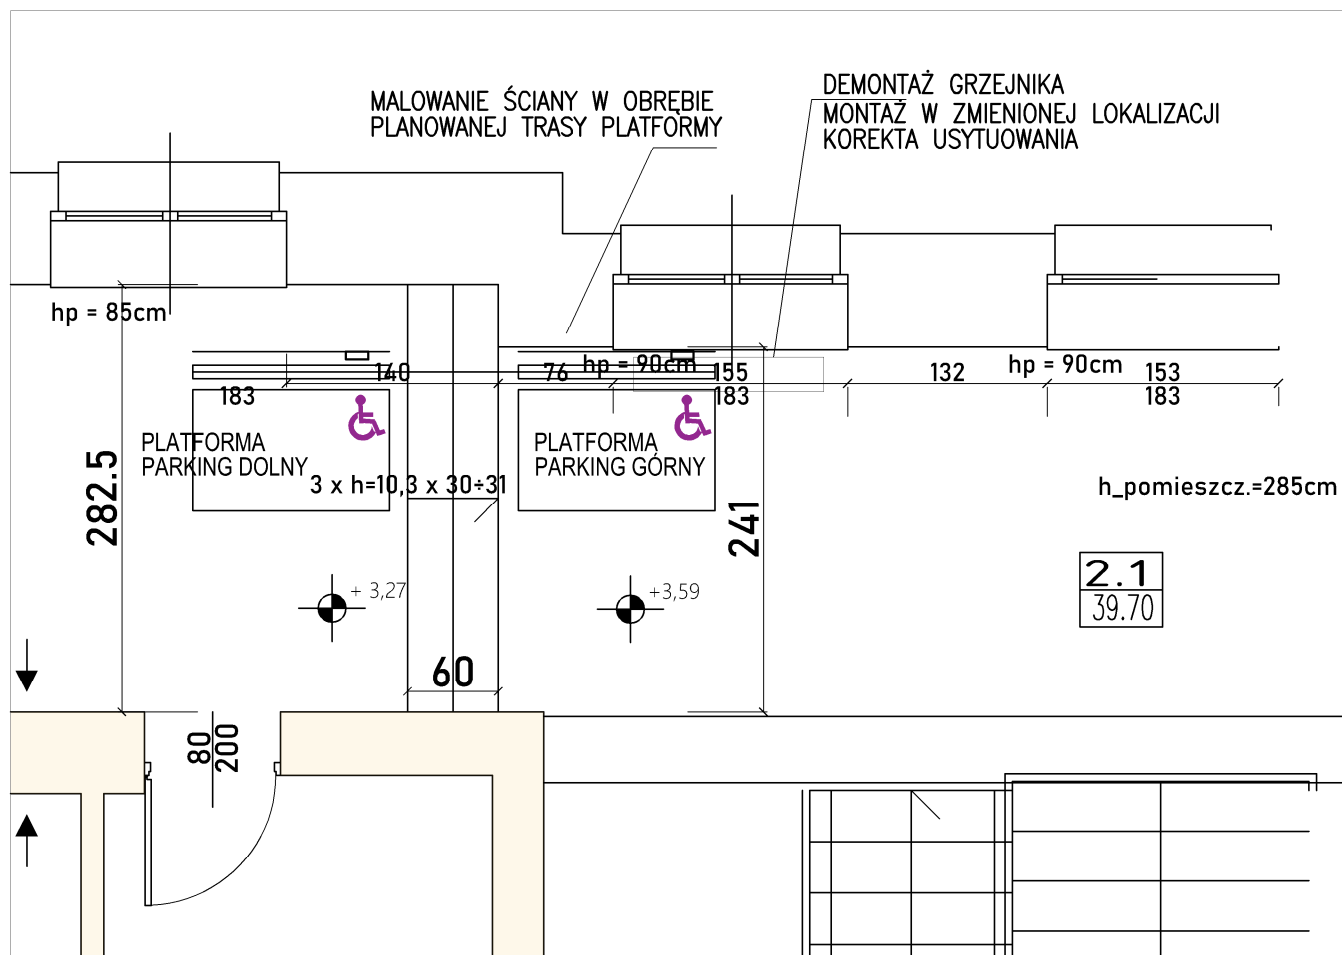 MALOWANIE ŚCIANY W OBRĘBIE
PLANOWANEJ TRASY PLATFORMY
DEMONTAŻ GRZEJNIKA
MONTAŻ W ZMIENIONEJ LOKALIZACJI
KOREKTA USYTUOWANIA
hp = 85cm
hp = 90cm
hp = 90cm
140
76
155
132
153
183
183
183
PLATFORMA
PARKING DOLNY
PLATFORMA
PARKING GÓRNY
282.5
3 x h=10,3 x 30÷31
241
h_pomieszcz.=285cm
2.1
39.70
+ 3,27
+3,59
60
80
200